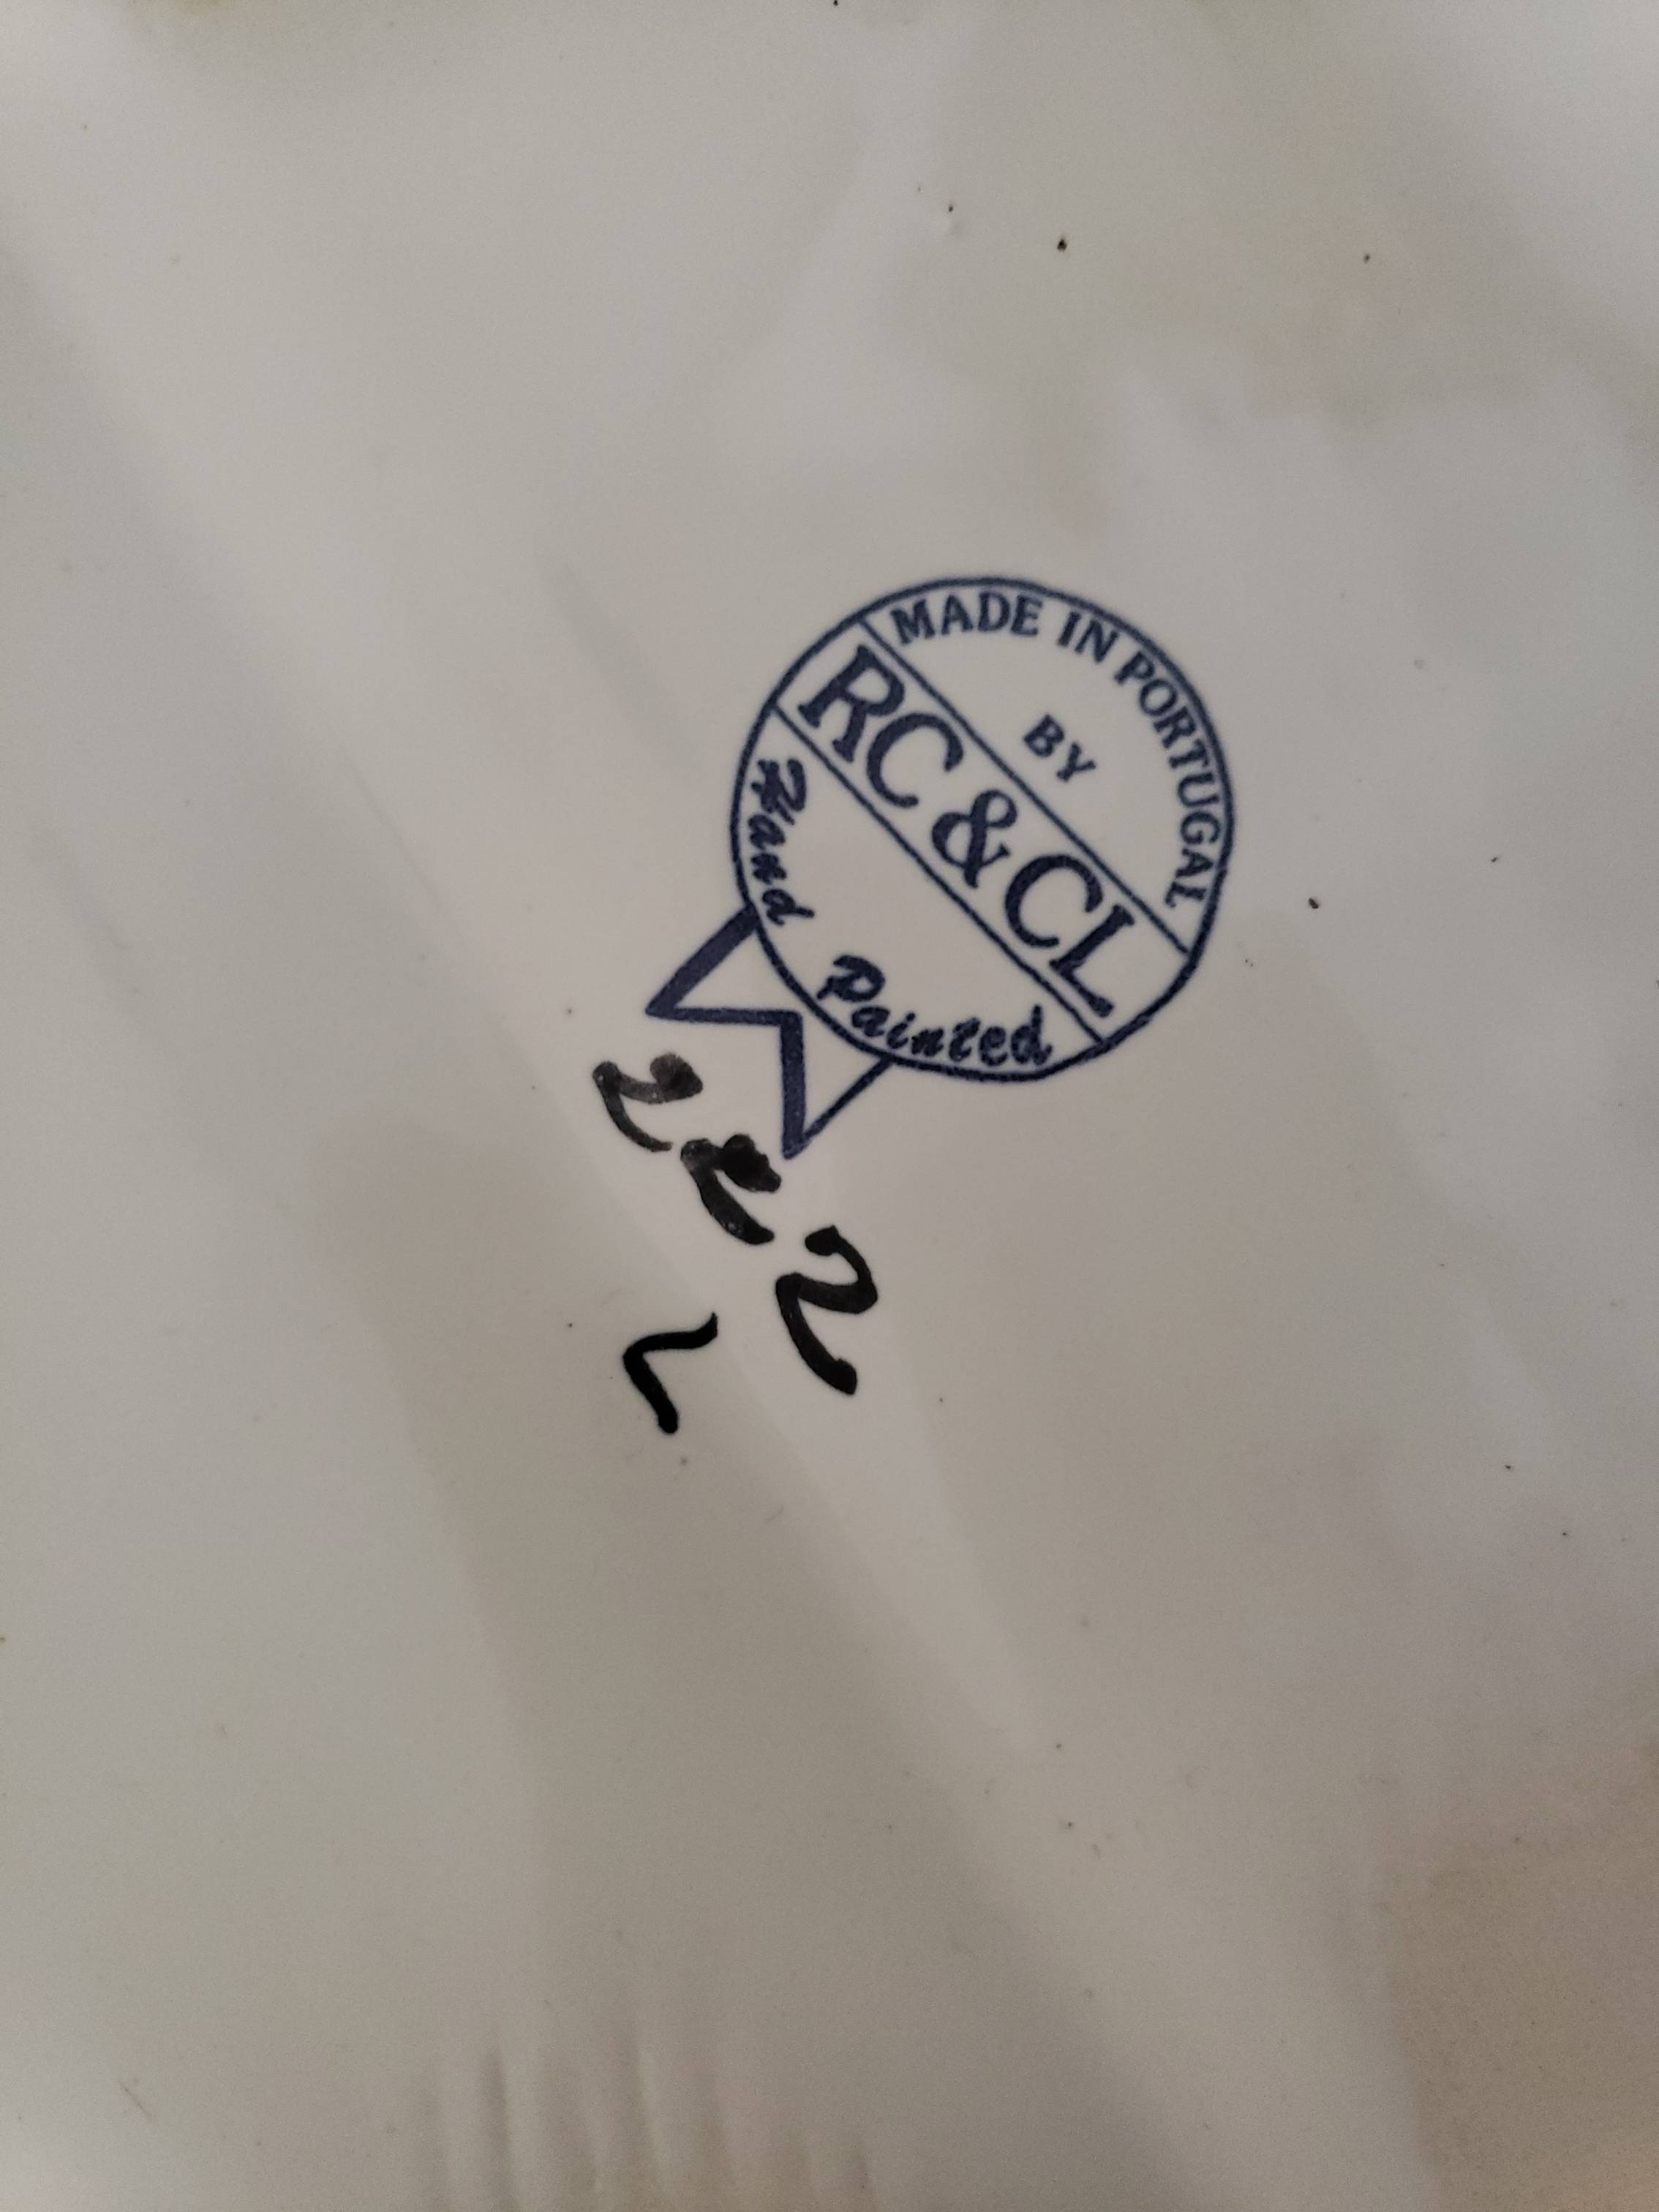 MADE IN PORTUGAL
BY
RC & CL
Hand Painted